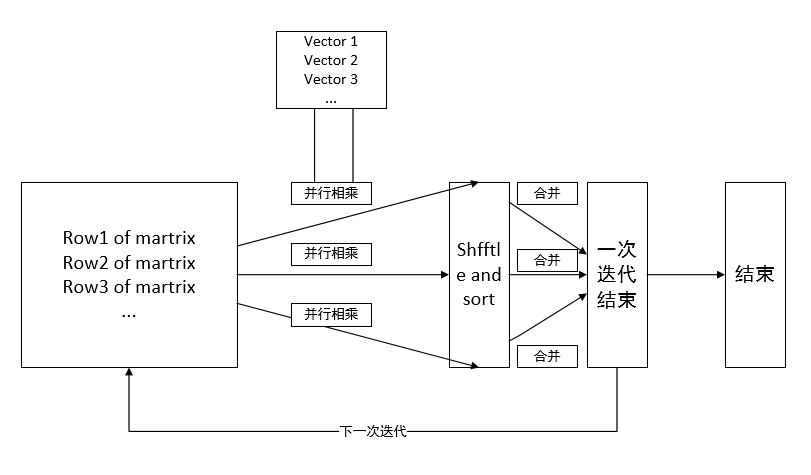 Vector 1
Vector 2
Vector 3
...
并行相乘
合并
Row1 of martrix
Row2 of martrix
Row3 of martrix
...
并行相乘
Shfftl
e and
sort
合并
一次
迭代
结束
结束
并行相乘
合并
下一次迭代